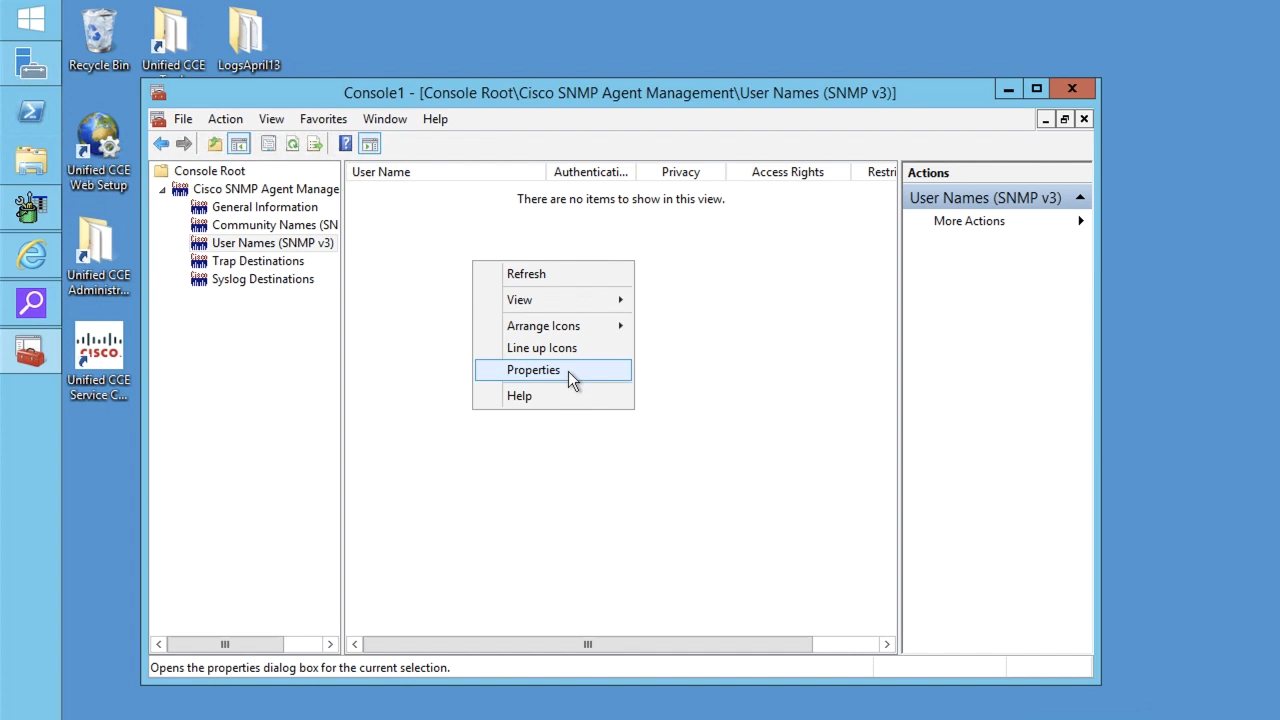 Recycle Bin
Unified CCE
LogsApril13
Unified CCE
Web Setup
Unified CCE
Administr...
CISCO.
Unified CCE
Service C...
Console1 - [Console Root\Cisco SNMP Agent Management\User Names (SNMP v3)]
File Action View Favorites Window Help
Console Root
Cisco SNMP Agent Manage
General Information
Community Names (SN
User Names (SNMP v3)
Trap Destinations
Syslog Destinations
User Name Authenticati... Privacy Access Rights Restri
There are no items to show in this view.
Refresh
View
Arrange Icons
Line up Icons
Properties
Help
Actions
User Names (SNMP v3)
More Actions
Opens the properties dialog box for the current selection.